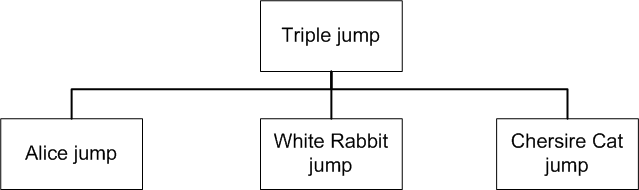 Triple jump
Alice jump
White Rabbit
jump
Chersire Cat
jump